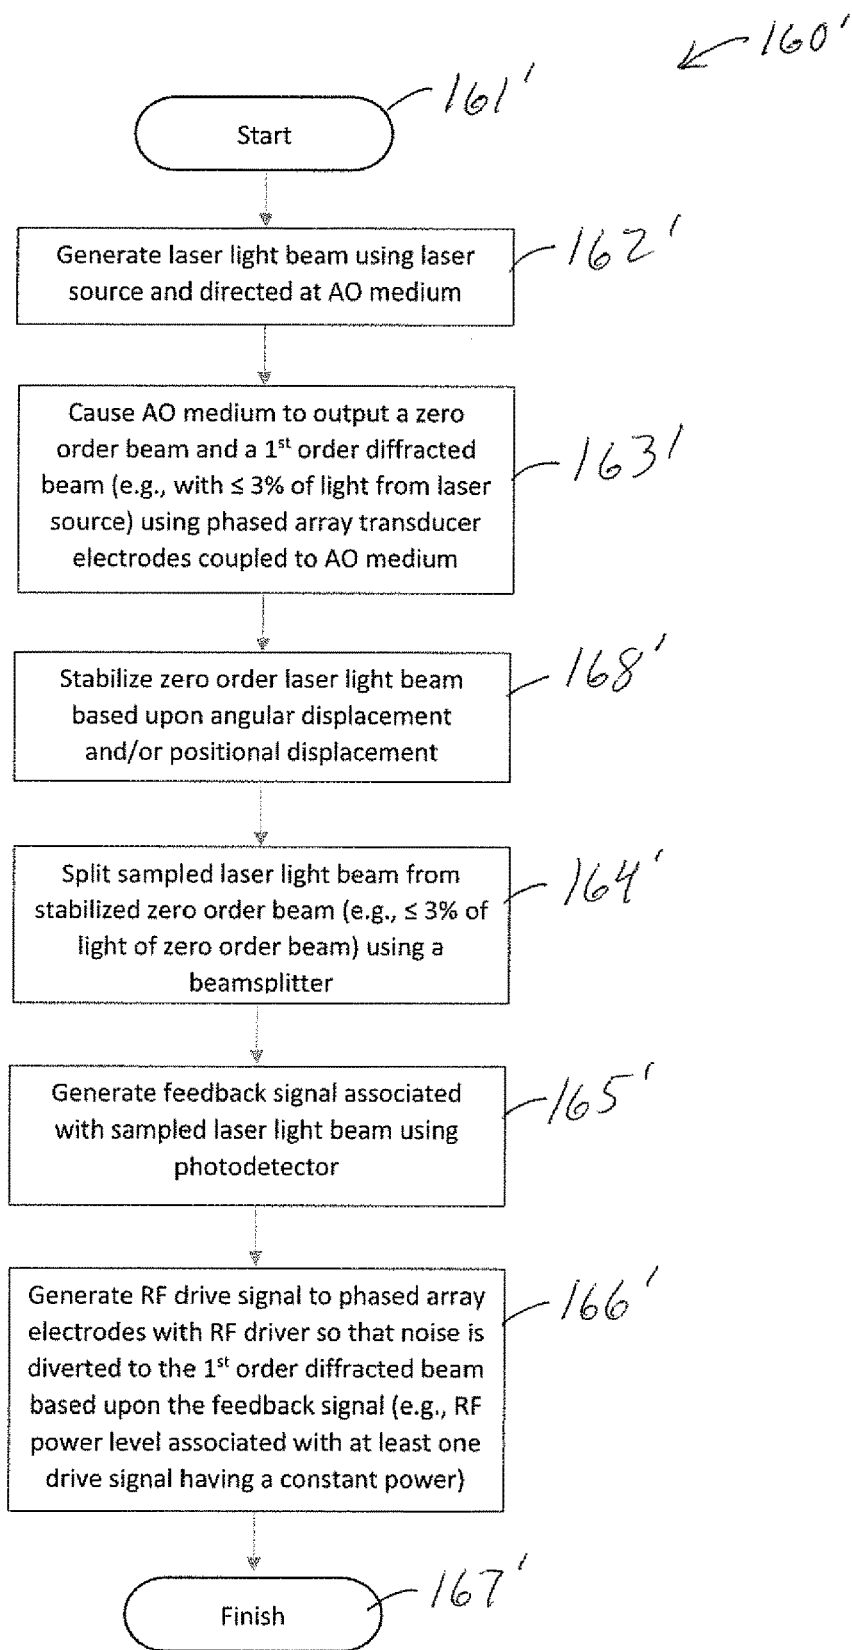 160'
161'
Start
162'
Generate laser light beam using laser
source and directed at AO medium
163'
Cause AO medium to output a zero
order beam and a 1st order diffracted
beam (e.g., with ≤ 3% of light from laser
source) using phased array transducer
electrodes coupled to AO medium
168'
Stabilize zero order laser light beam
based upon angular displacement
and/or positional displacement
164'
Split sampled laser light beam from
stabilized zero order beam (e.g., ≤ 3% of
light of zero order beam) using a
beamsplitter
165'
Generate feedback signal associated
with sampled laser light beam using
photodetector
166'
Generate RF drive signal to phased array
electrodes with RF driver so that noise is
diverted to the 1st order diffracted beam
based upon the feedback signal (e.g., RF
power level associated with at least one
drive signal having a constant power)
167'
Finish